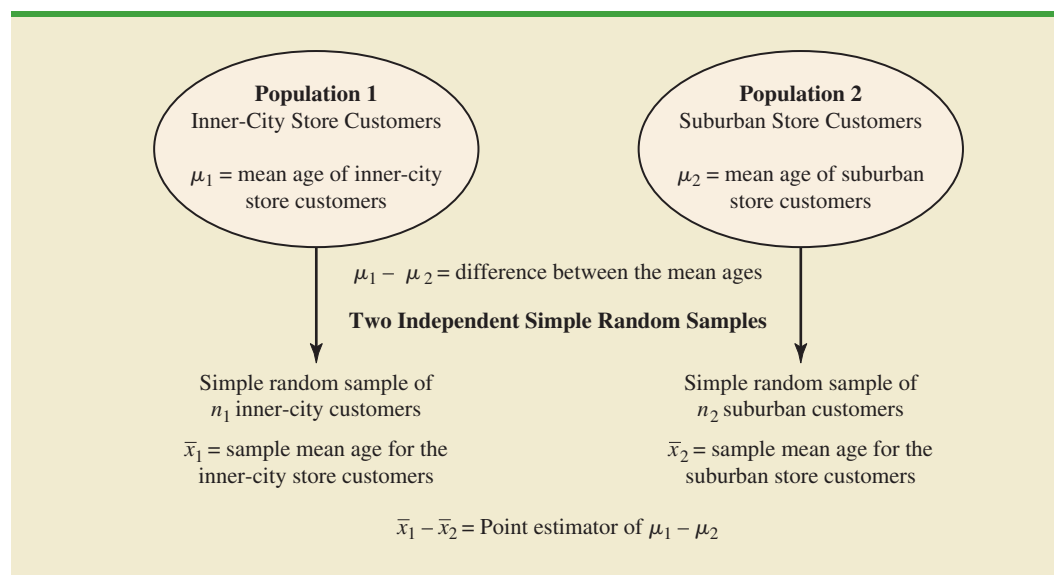 Population 1
Inner-City Store Customers
μ₁ = mean age of inner-city
store customers
Population 2
Suburban Store Customers
μ₂ = mean age of suburban
store customers
μ₁ – μ₂ = difference between the mean ages
Two Independent Simple Random Samples
Simple random sample of
n₁ inner-city customers
x̄₁ = sample mean age for the
inner-city store customers
Simple random sample of
n₂ suburban customers
x̄₂ = sample mean age for the
suburban store customers
x̄₁ – x̄₂ = Point estimator of μ₁ – μ₂